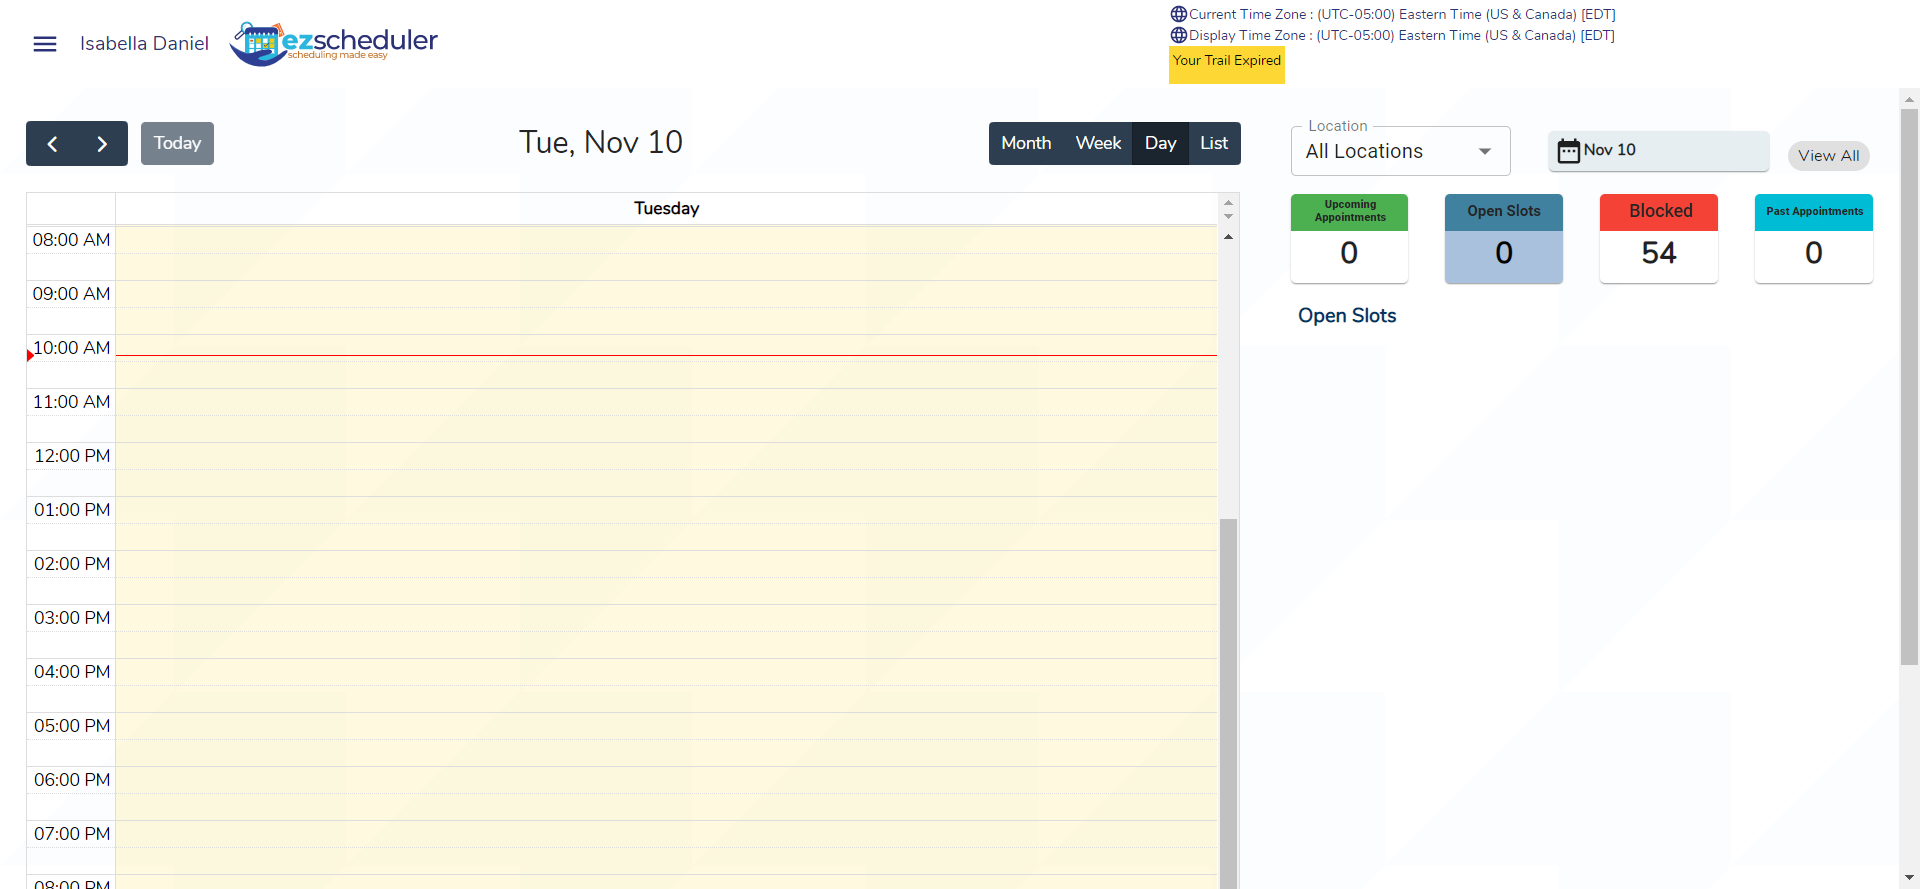 Isabella Daniel
ezscheduler
scheduling made easy
Current Time Zone : (UTC-05:00) Eastern Time (US & Canada) [EDT]
Display Time Zone : (UTC-05:00) Eastern Time (US & Canada) [EDT]
Your Trail Expired
Today
Tue, Nov 10
Month Week Day List
Location
All Locations
Nov 10
View All
Tuesday
08:00 AM
09:00 AM
10:00 AM
11:00 AM
12:00 PM
01:00 PM
02:00 PM
03:00 PM
04:00 PM
05:00 PM
06:00 PM
07:00 PM
08:00 PM
Upcoming
Appointments
0
Open Slots
0
Blocked
54
Past Appointments
0
Open Slots